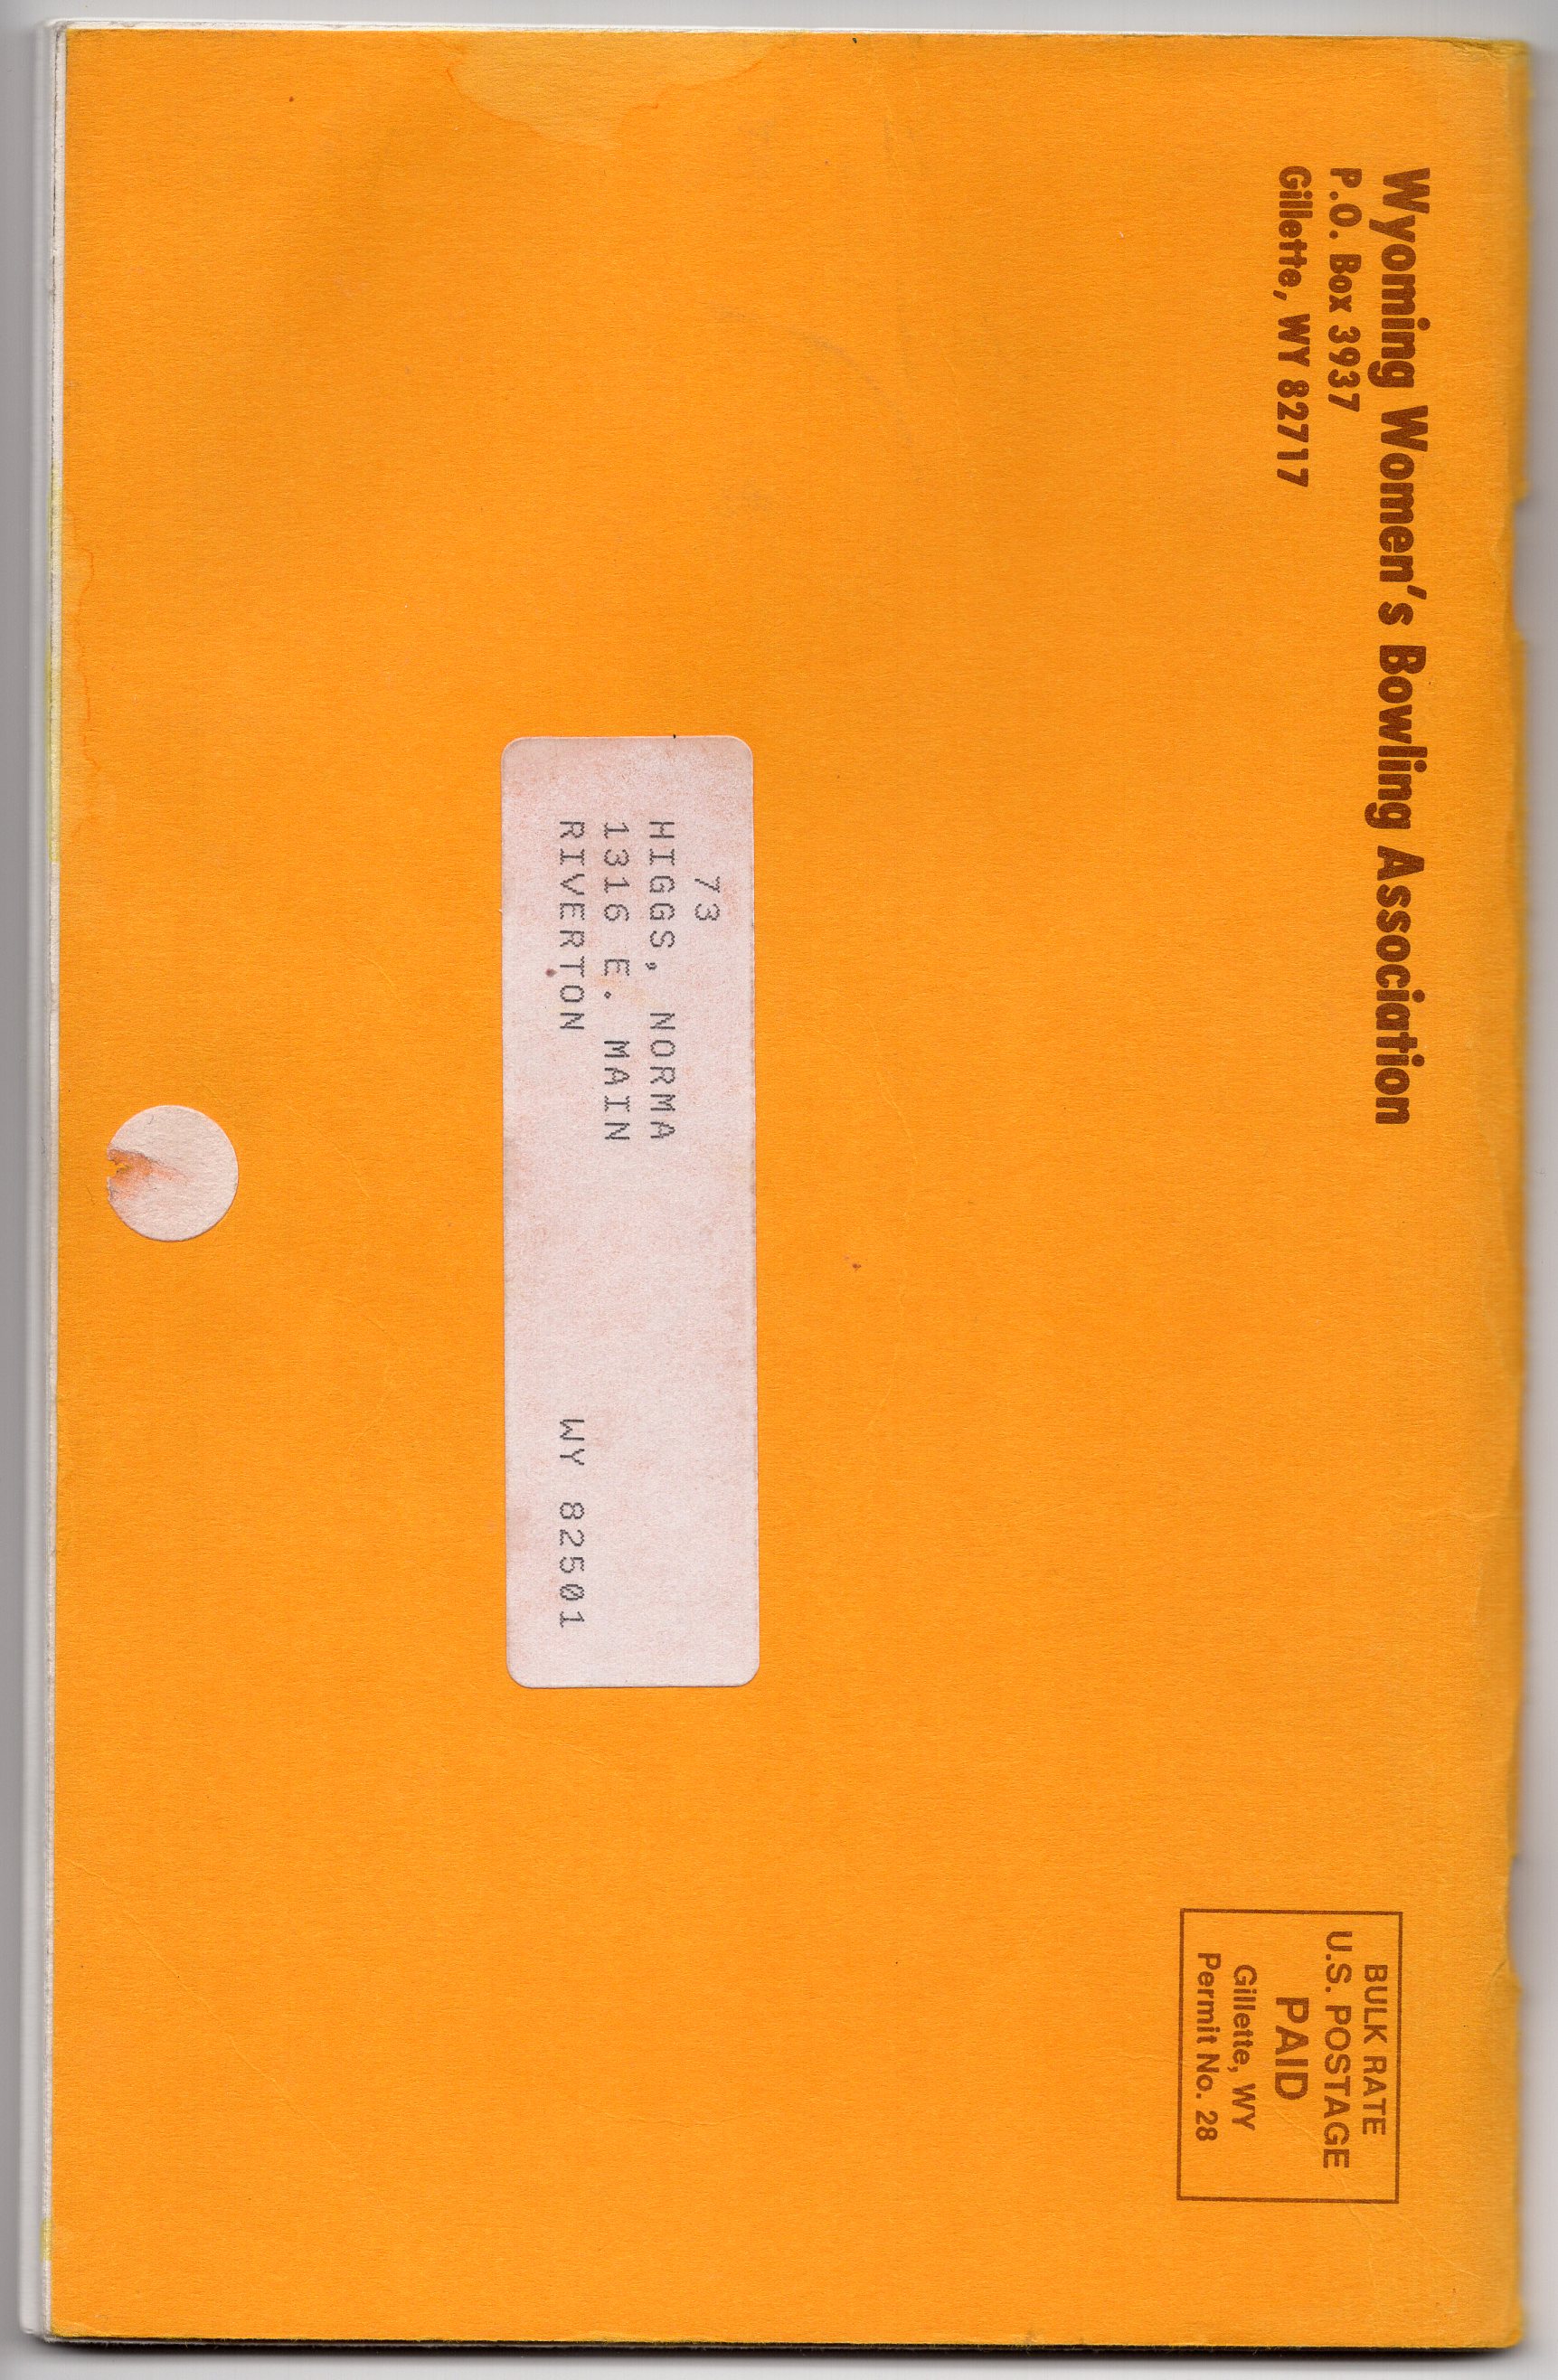 Wyoming Women's Bowling Association
P.O. Box 3937
Gillette, WY 82717
BULK RATE
U.S. POSTAGE
PAID
Gillette, WY
Permit No. 28
73
HIGGS, NORMA
1316 E. MAIN
RIVERTON WY 82501